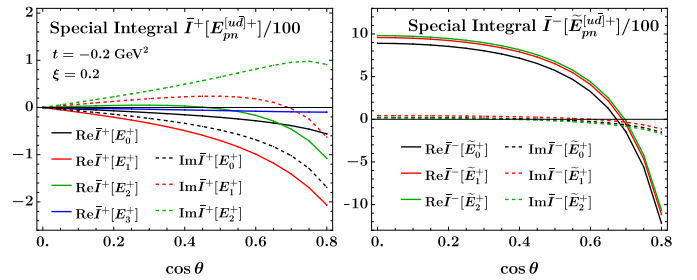 Special Integral Ī⁺[E_{pn}^{[ud̄]+}]/100
t = −0.2 GeV²
ξ = 0.2
2
1
0
−1
−2
ReĪ⁺[E₀⁺]
ReĪ⁺[E₁⁺] ImĪ⁺[E₀⁺]
ReĪ⁺[E₂⁺] ImĪ⁺[E₁⁺]
ReĪ⁺[E₃⁺] ImĪ⁺[E₂⁺]
0. 0.2 0.4 0.6 0.8
cos θ
Special Integral Ī⁻[Ẽ_{pn}^{[ud̄]+}]/100
10
5
0
−5
−10
ReĪ⁻[Ẽ₀⁺] ImĪ⁻[Ẽ₀⁺]
ReĪ⁻[Ẽ₁⁺] ImĪ⁻[Ẽ₁⁺]
ReĪ⁻[Ẽ₂⁺] ImĪ⁻[Ẽ₂⁺]
0. 0.2 0.4 0.6 0.8
cos θ